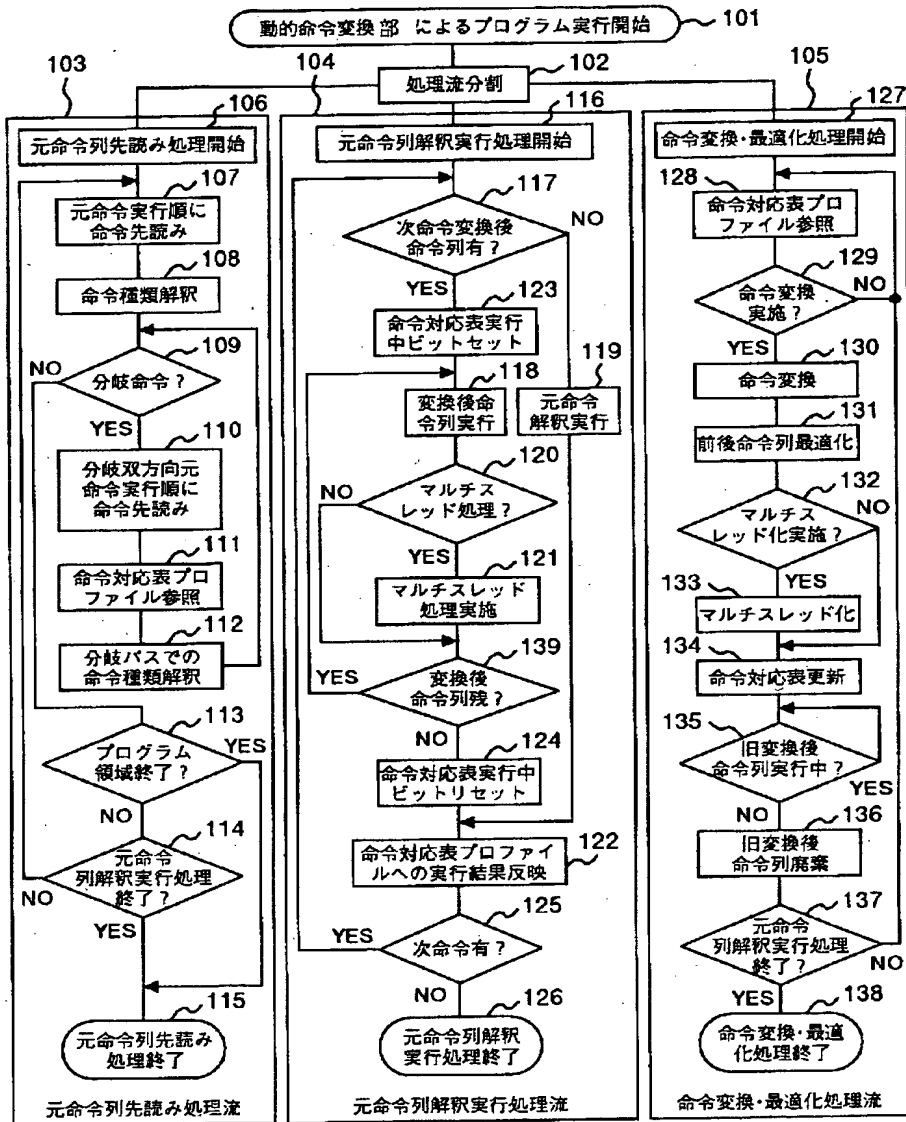 動的命令変換部によるプログラム実行開始
101
103
104
102
105
処理流分割
106
元命令列先読み処理開始
107
元命令実行順に
命令先読み
108
命令種類解釈
109
分岐命令？
NO
YES
110
分岐双方向元
命令実行順に
命令先読み
111
命令対応表プロ
ファイル参照
112
分岐パスでの
命令種類解釈
113
プログラム
領域終了？
YES
NO
114
元命令
列解釈実行処理
終了？
NO
YES
115
元命令列先読み
処理終了
元命令列先読み処理流
116
元命令列解釈実行処理開始
117
次命令変換後
命令列有？
NO
YES
123
命令対応表実行
中ビットセット
118
変換後命
令列実行
119
元命令
解釈実行
120
マルチス
レッド処理？
NO
YES
121
マルチスレッド
処理実施
139
変換後
命令列残？
YES
NO
124
命令対応表実行中
ビットリセット
122
命令対応表プロファイ
ルへの実行結果反映
125
次命令有？
YES
NO
126
元命令列解釈
実行処理終了
元命令列解釈実行処理流
127
命令変換・最適化処理開始
128
命令対応表プロ
ファイル参照
129
命令変換
実施？
NO
YES
130
命令変換
131
前後命令列最適化
132
マルチス
レッド化実施？
NO
YES
133
マルチスレッド化
134
命令対応表更新
135
旧変換後
命令列実行中？
YES
NO
136
旧変換後
命令列廃棄
137
元命令
列解釈実行処理
終了？
NO
YES
138
命令変換・最適
化処理終了
命令変換・最適化処理流